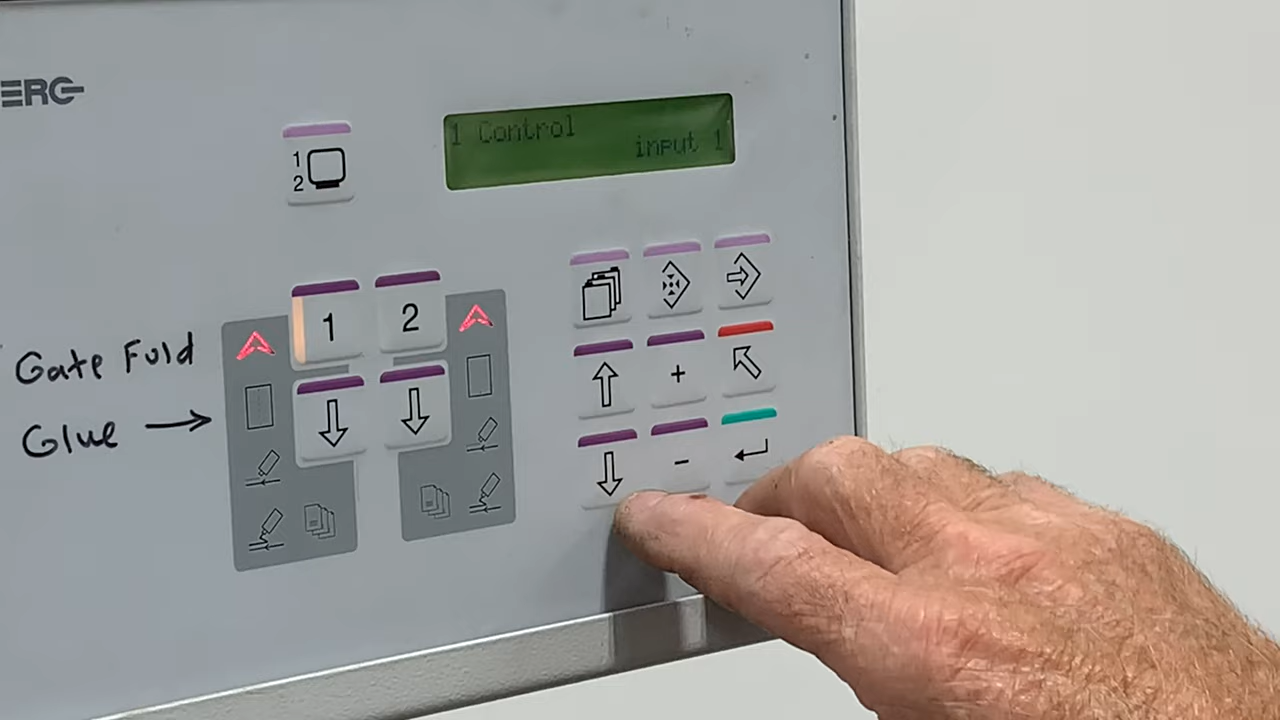 ERG
1 Control
input 1
1
2
1
2
Gate Fold
Glue →
+
-